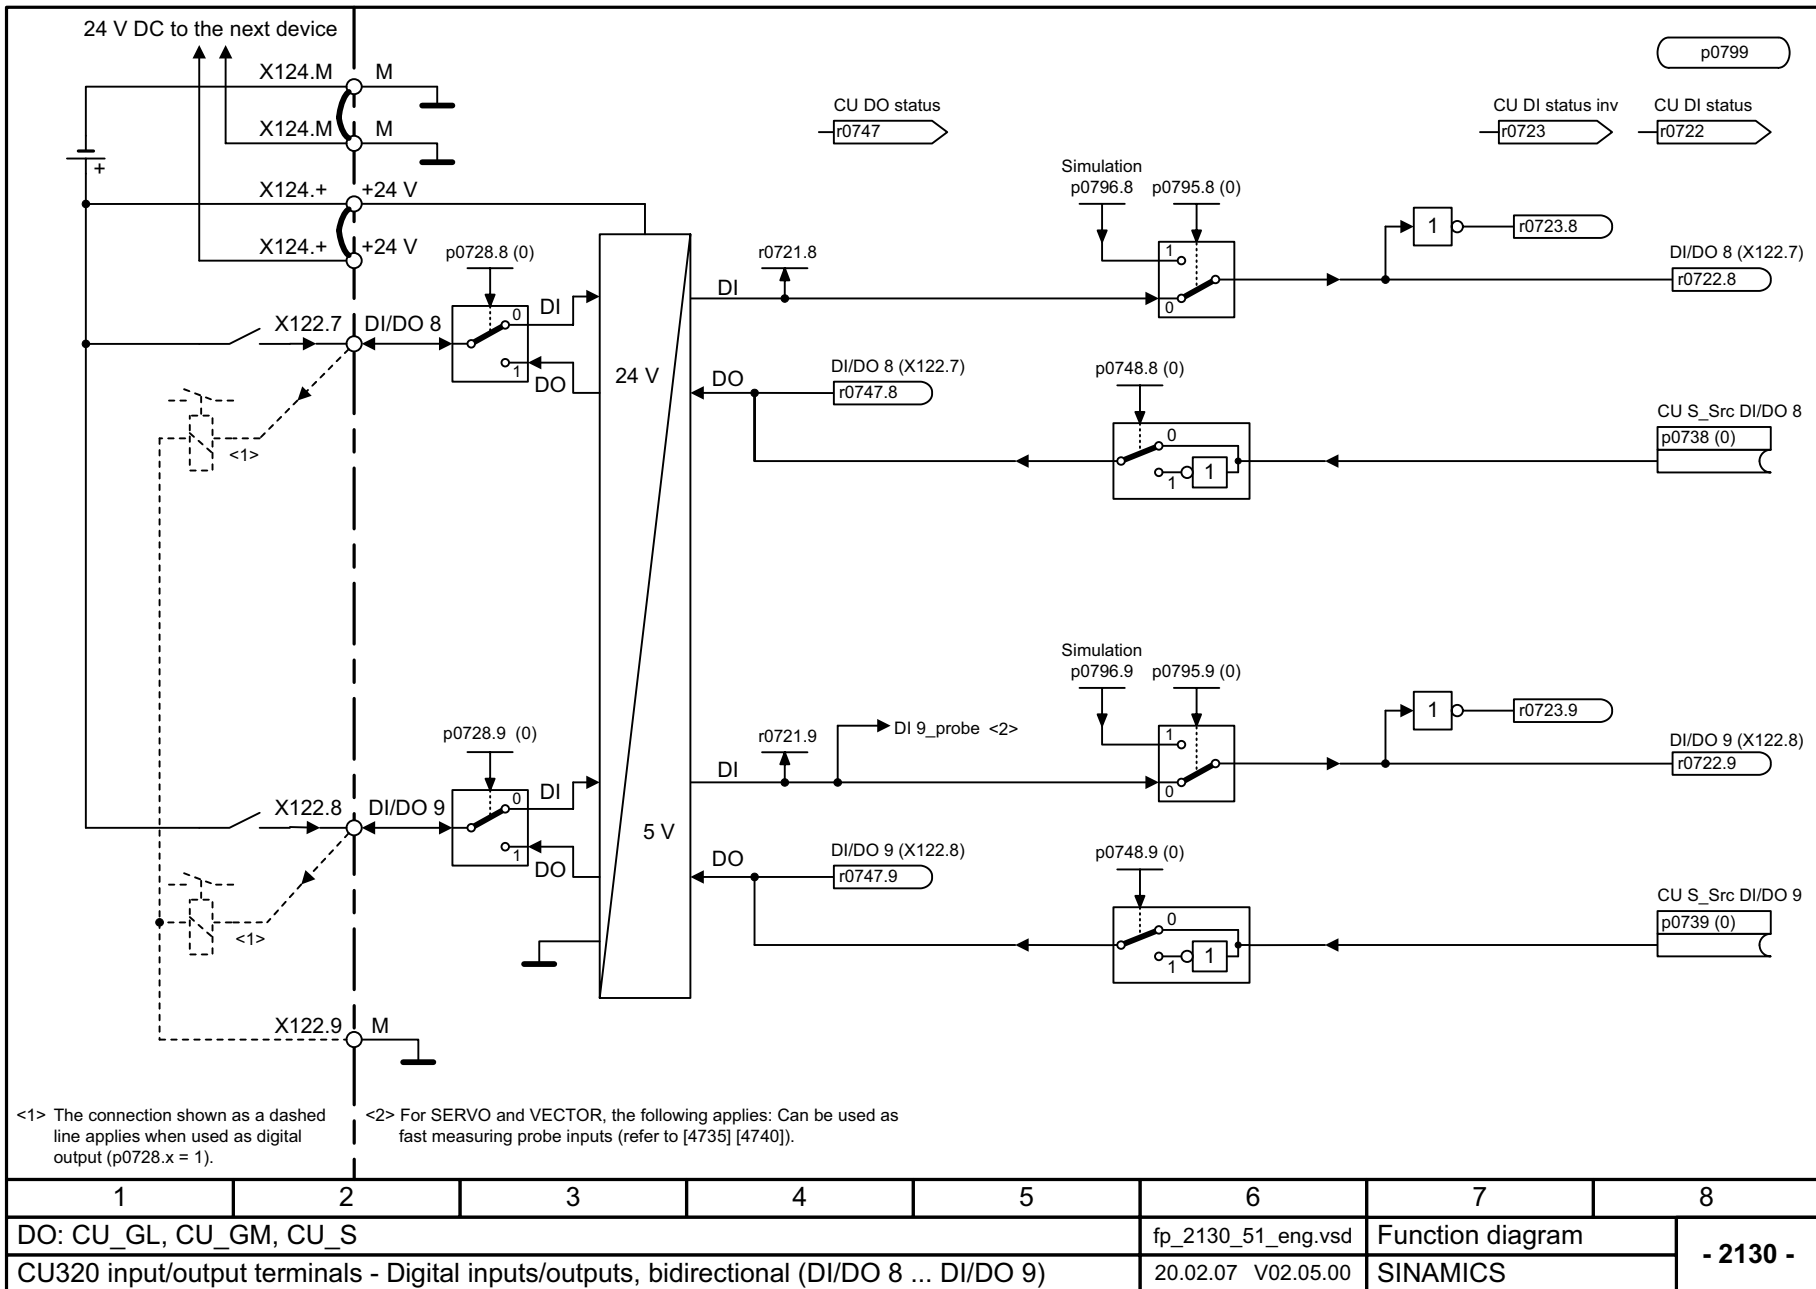 24 V DC to the next device
p0799
X124.M M
CU DO status
r0747
CU DI status inv
r0723
CU DI status
r0722
X124.M M
+
Simulation
p0796.8 p0795.8 (0)
X124.+ +24 V
1 r0723.8
X124.+ +24 V
p0728.8 (0)
r0721.8
1
0
DI/DO 8 (X122.7)
r0722.8
DI
DI
X122.7 DI/DO 8
0
1
DO
24 V
DO
DI/DO 8 (X122.7)
r0747.8
p0748.8 (0)
0
1
1
CU S_Src DI/DO 8
p0738 (0)
<1>
Simulation
p0796.9 p0795.9 (0)
1 r0723.9
p0728.9 (0)
r0721.9
DI 9_probe <2>
1
0
DI/DO 9 (X122.8)
r0722.9
DI
DI
X122.8 DI/DO 9
0
1
DO
5 V
DO
DI/DO 9 (X122.8)
r0747.9
p0748.9 (0)
0
1
1
CU S_Src DI/DO 9
p0739 (0)
<1>
X122.9 M
<1> The connection shown as a dashed
line applies when used as digital
output (p0728.x = 1).
<2> For SERVO and VECTOR, the following applies: Can be used as
fast measuring probe inputs (refer to [4735] [4740]).
1 2 3 4 5 6 7 8
DO: CU_GL, CU_GM, CU_S
fp_2130_51_eng.vsd
Function diagram
- 2130 -
CU320 input/output terminals - Digital inputs/outputs, bidirectional (DI/DO 8 ... DI/DO 9)
20.02.07 V02.05.00
SINAMICS